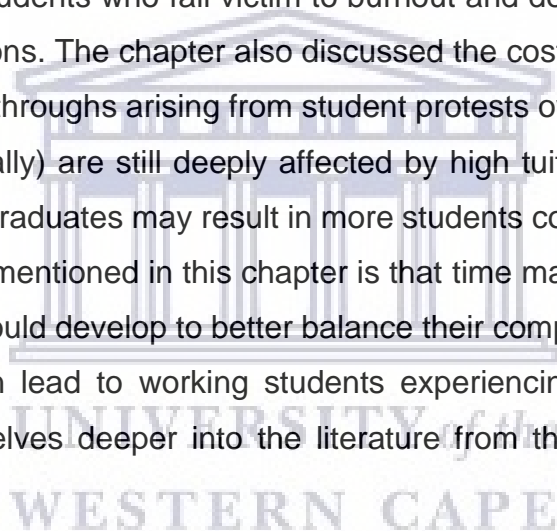 udents who fall victim to burnout and de
ons. The chapter also discussed the cost
throughs arising from student protests o
ally) are still deeply affected by high tuit
raduates may result in more students co
mentioned in this chapter is that time ma
ould develop to better balance their comp
n lead to working students experiencin
UNIVERSITY of the
elves deeper into the literature from th
WESTERN CAPE